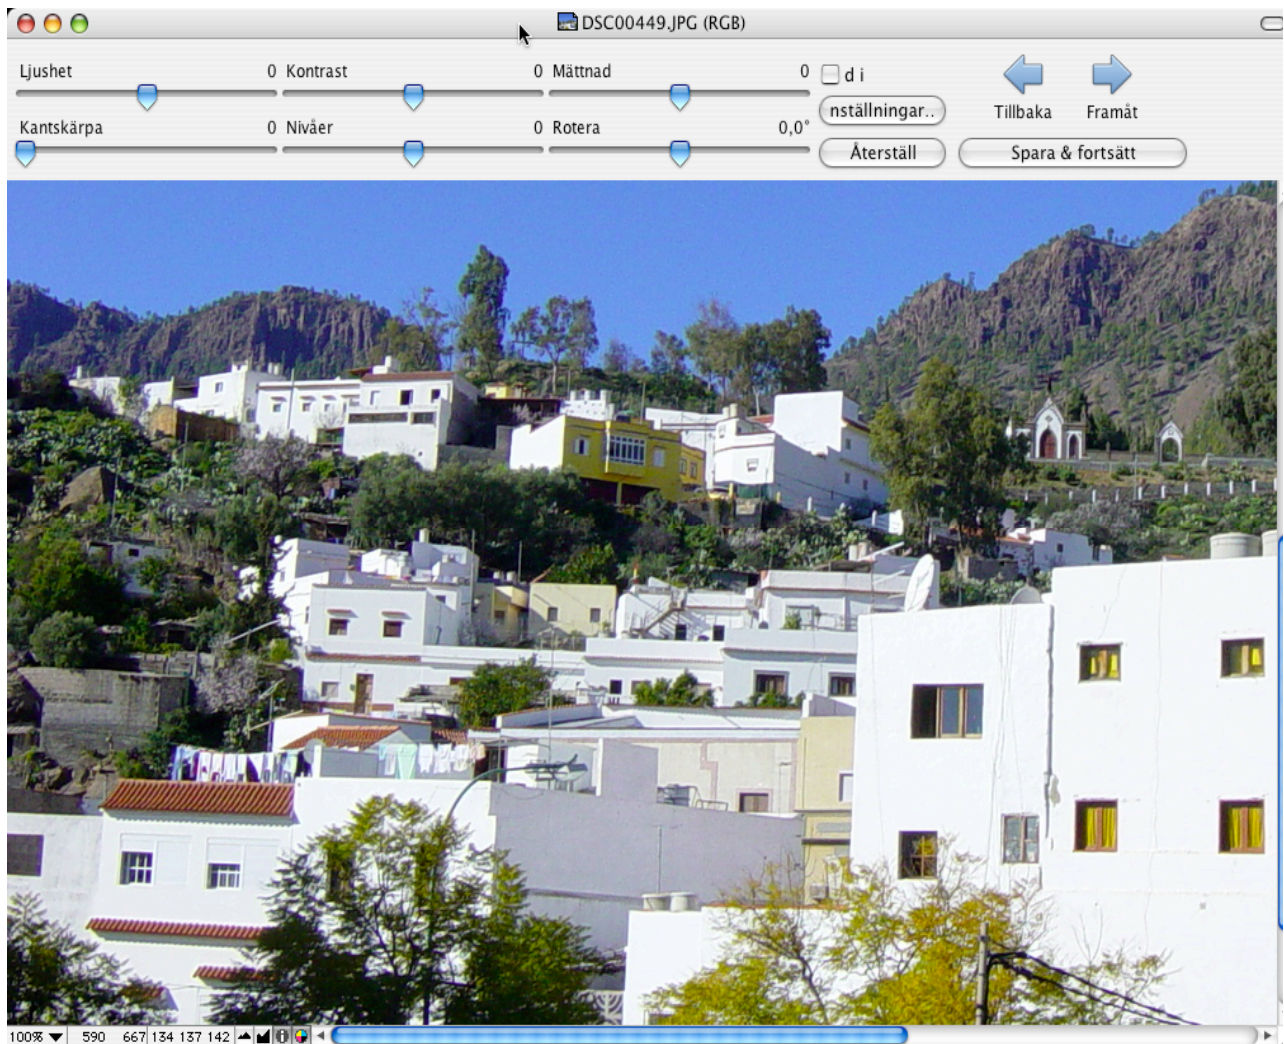 DSC00449.JPG (RGB)
Ljushet 0 Kontrast 0 Mättnad 0 d i
Tillbaka Framåt
nställningar..
Kantskärpa 0 Nivåer 0 Rotera 0,0°
Återställ Spara & fortsätt
100% 590 667 134 137 142